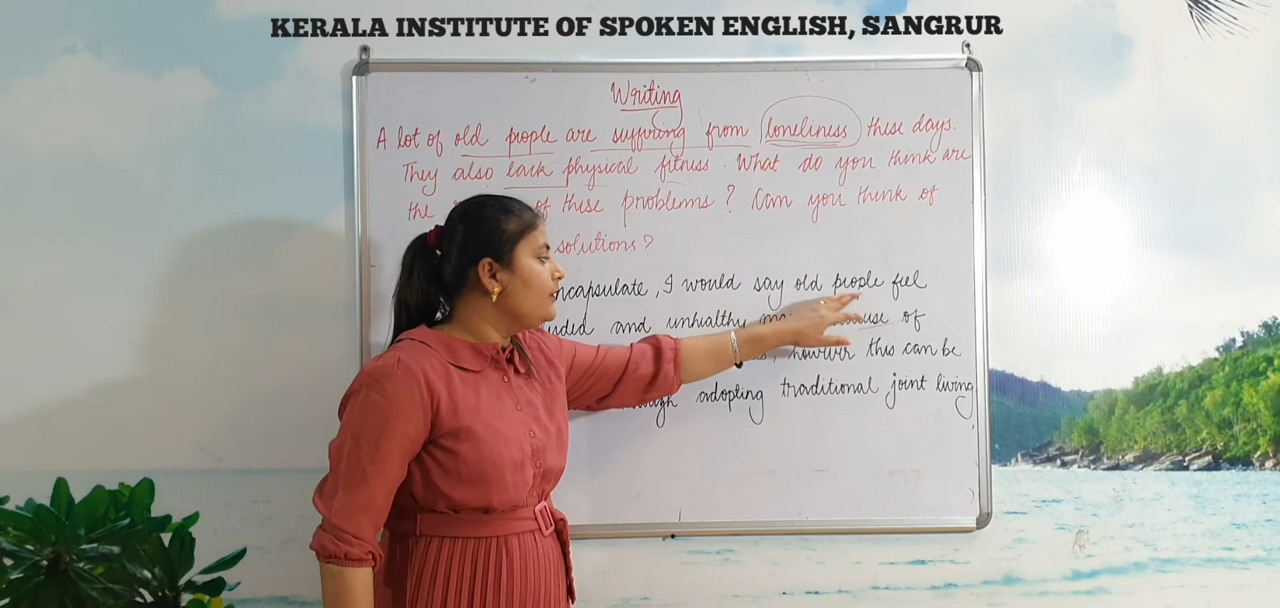 KERALA INSTITUTE OF SPOKEN ENGLISH, SANGRUR
Writing
A lot of old people are suffering from loneliness these days.
They also lack physical fitness. What do you think are
the of these problems? Can you think of
solutions?
ncapsulate, I would say old people feel
uded and unhealthy because of
however this can be
adopting traditional joint living